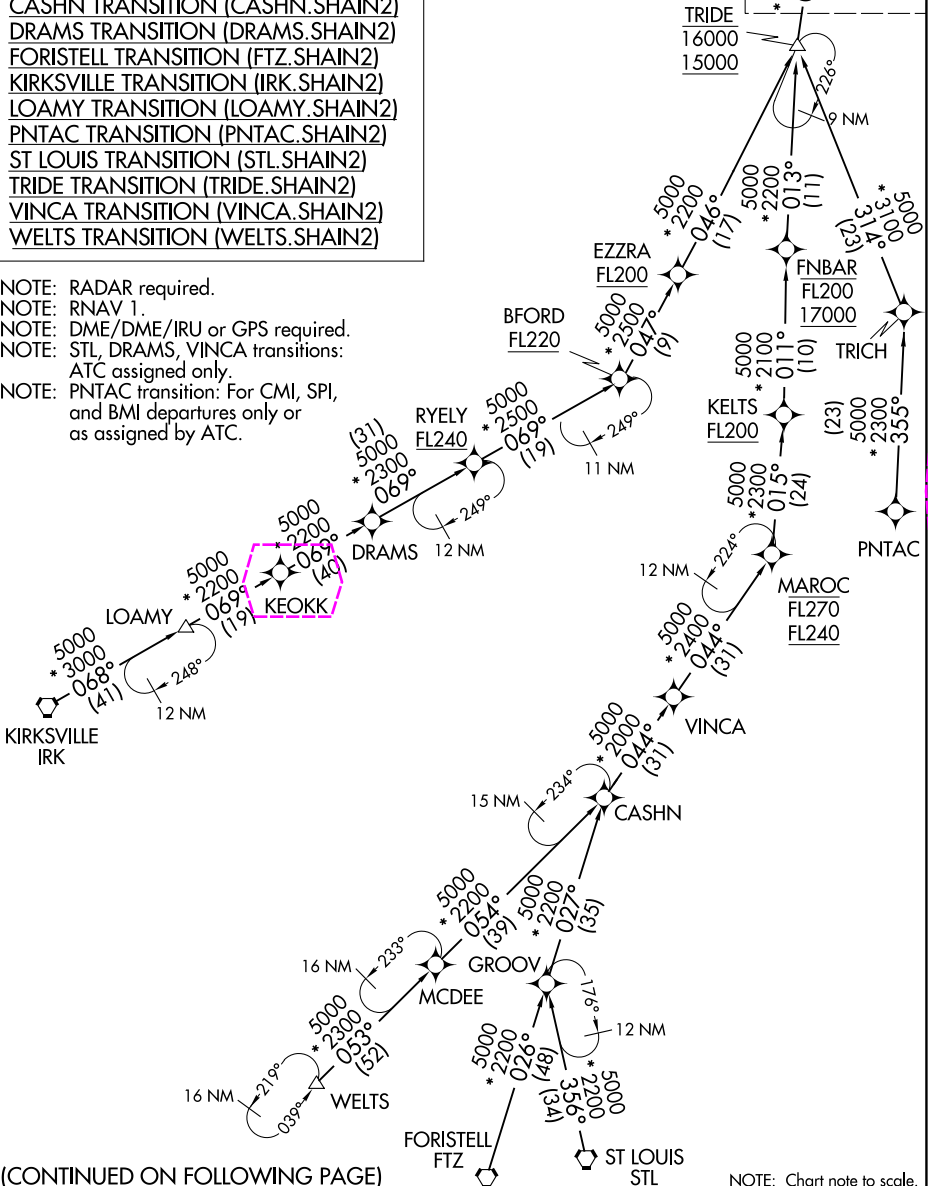 CASHN TRANSITION (CASHN.SHAIN2)
DRAMS TRANSITION (DRAMS.SHAIN2)
FORISTELL TRANSITION (FTZ.SHAIN2)
KIRKSVILLE TRANSITION (IRK.SHAIN2)
LOAMY TRANSITION (LOAMY.SHAIN2)
PNTAC TRANSITION (PNTAC.SHAIN2)
ST LOUIS TRANSITION (STL.SHAIN2)
TRIDE TRANSITION (TRIDE.SHAIN2)
VINCA TRANSITION (VINCA.SHAIN2)
WELTS TRANSITION (WELTS.SHAIN2)
NOTE: RADAR required.
NOTE: RNAV 1.
NOTE: DME/DME/IRU or GPS required.
NOTE: STL, DRAMS, VINCA transitions:
ATC assigned only.
NOTE: PNTAC transition: For CMI, SPI,
and BMI departures only or
as assigned by ATC.
TRIDE
16000
15000
226°
9 NM
5000
*2200
046°
(17)
5000
*2200
013°
(11)
5000
*3100
314°
(23)
EZZRA
FL200
FNBAR
FL200
17000
TRICH
BFORD
FL220
5000
*2500
047°
(9)
249°
11 NM
5000
*2100
011°
(10)
KELTS
FL200
(23)
5000
*2300
355°
PNTAC
RYELY
FL240
5000
*2500
069°
(19)
249°
12 NM
(31)
5000
*2300
069°
DRAMS
5000
*2300
015°
(24)
224°
12 NM
MAROC
FL270
FL240
5000
*2200
069°
(40)
KEOKK
5000
*2200
069°
(19)
LOAMY
248°
12 NM
5000
*3000
068°
(41)
KIRKSVILLE
IRK
5000
*2400
044°
(31)
VINCA
5000
*2000
044°
(31)
234°
15 NM
CASHN
5000
*2200
054°
(39)
5000
*2200
027°
(35)
233°
16 NM
MCDEE
GROOV
176°
12 NM
5000
*2300
053°
(52)
219°
039°
16 NM
WELTS
5000
*2200
026°
(48)
5000
*2200
356°
(34)
FORISTELL
FTZ
ST LOUIS
STL
(CONTINUED ON FOLLOWING PAGE)
NOTE: Chart note to scale.